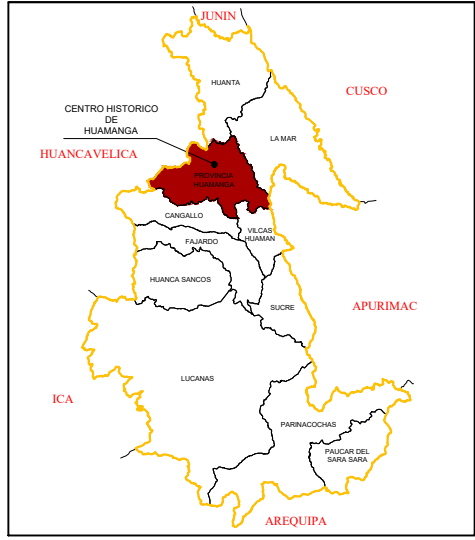 JUNIN
HUANTA
CUSCO
CENTRO HISTORICO
DE
HUAMANGA
LA MAR
HUANCAVELICA
PROVINCIA
HUAMANGA
CANGALLO
VILCAS
HUAMAN
FAJARDO
HUANCA SANCOS
SUCRE
APURIMAC
LUCANAS
ICA
PARINACOCHAS
PAUCAR DEL
SARA SARA
AREQUIPA